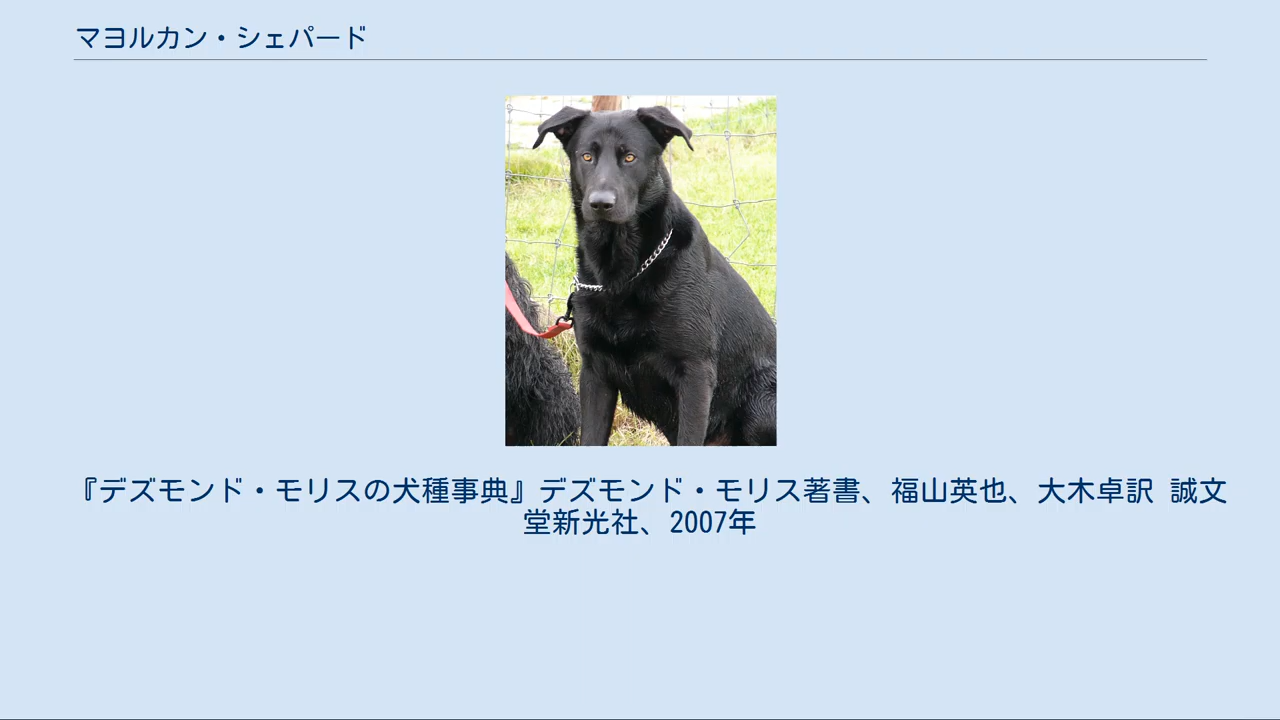 マヨルカン・シェパード
『デズモンド・モリスの犬種事典』デズモンド・モリス著書、福山英也、大木卓訳 誠文
堂新光社、2007年